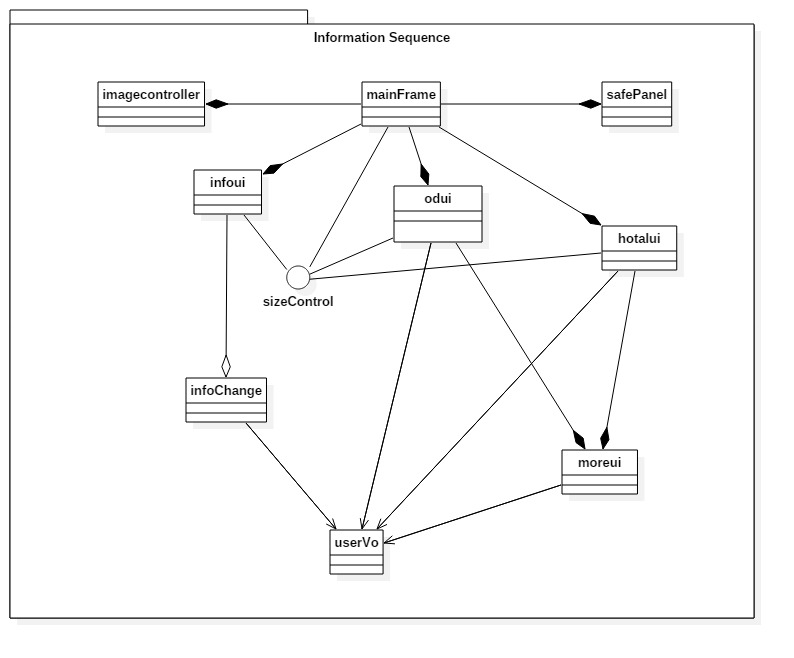 Information Sequence
imagecontroller
mainFrame
safePanel
infoui
odui
hotalui
sizeControl
infoChange
moreui
userVo